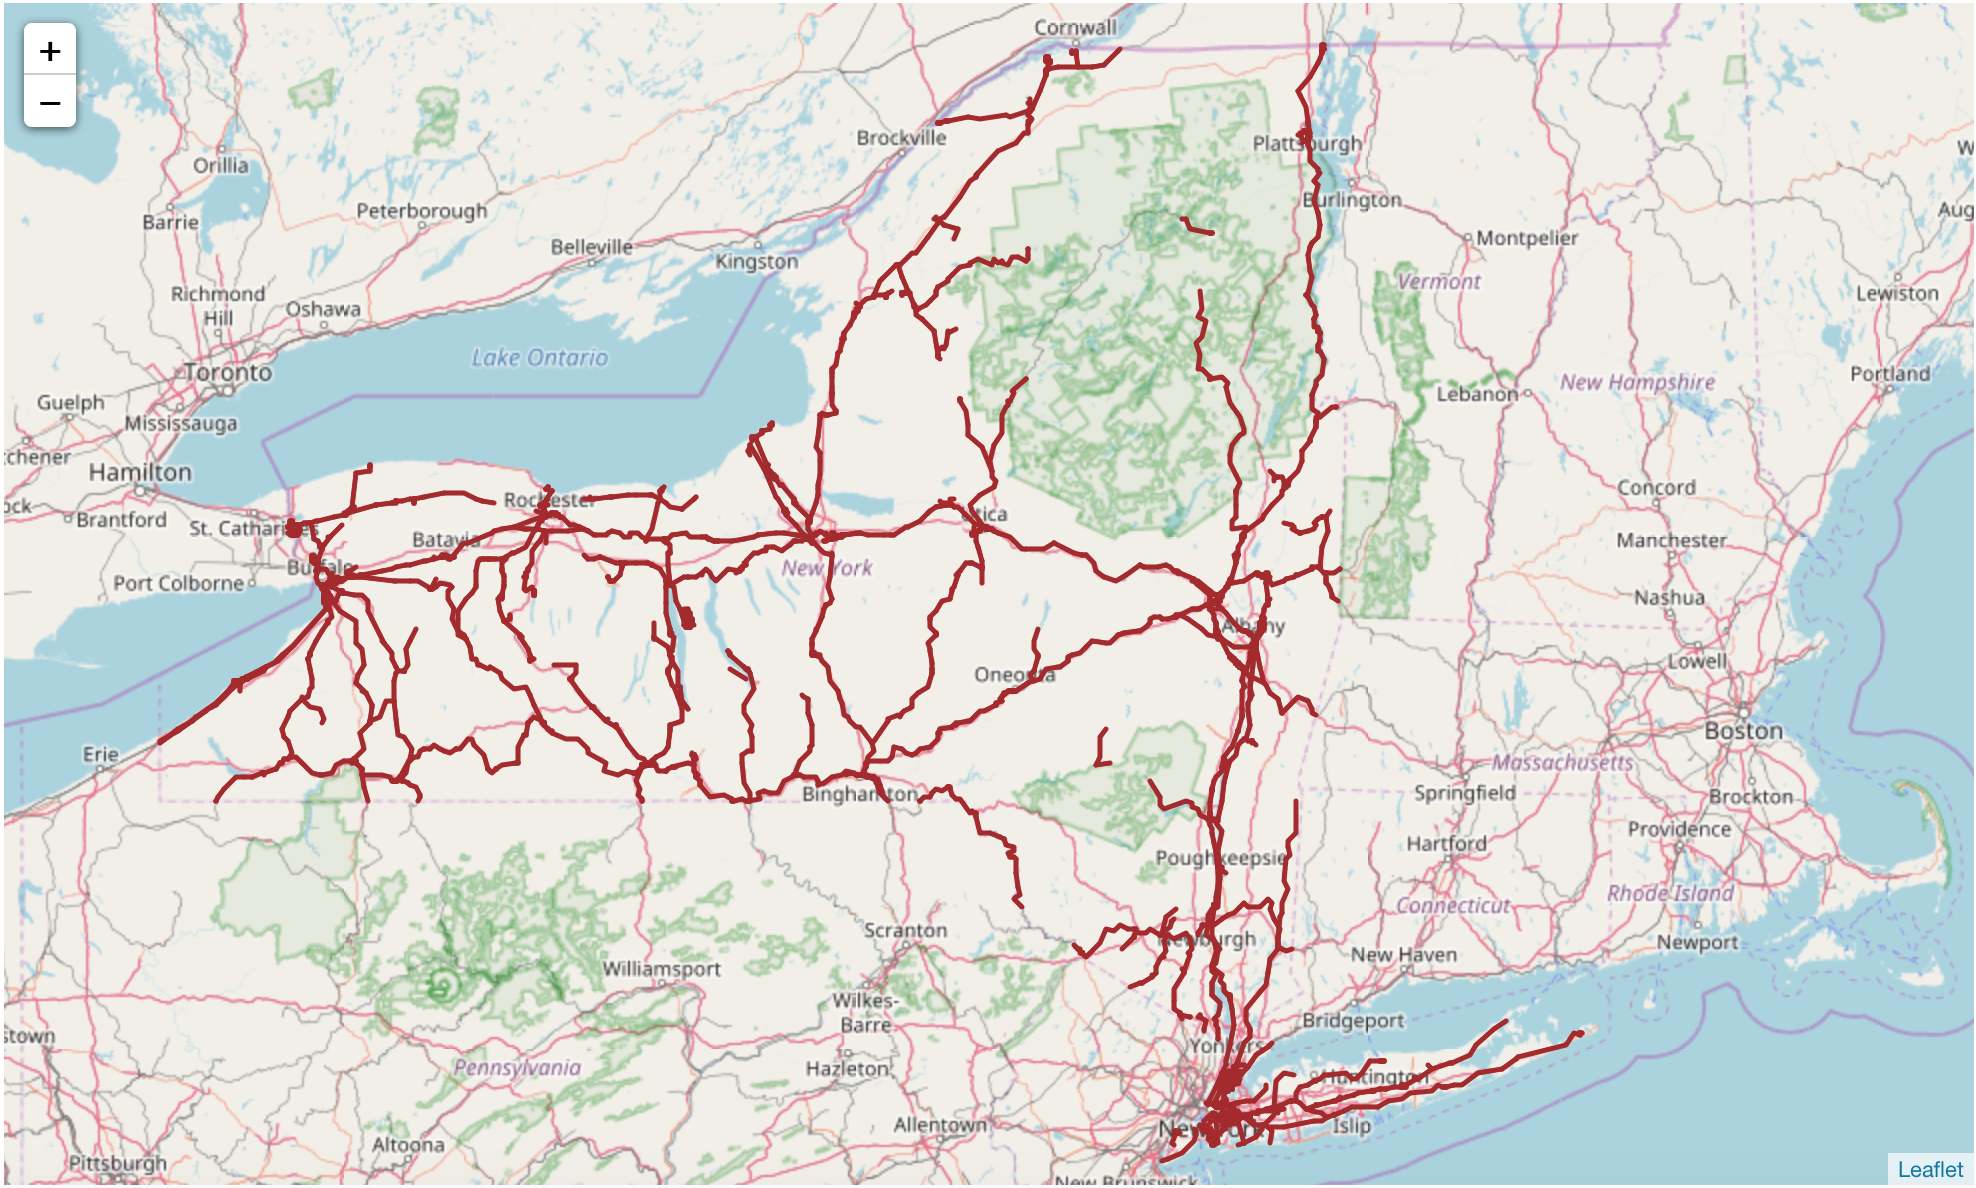 +
−
Cornwall
Brockville
Plattsburgh
Orillia
Burlington
Barrie
Peterborough
Aug
Belleville
Kingston
Montpelier
Vermont
Richmond
Hill
Oshawa
Lewiston
Lake Ontario
Toronto
New Hampshire
Portland
Guelph
Lebanon
Mississauga
chener
Hamilton
Concord
ock
Brantford
St. Catharines
Rochester
Utica
Batavia
Manchester
Buffalo
New York
Port Colborne
Nashua
Albany
Lowell
Oneonta
Boston
Erie
Massachusetts
Binghamton
Springfield
Brockton
Providence
Hartford
Poughkeepsie
Rhode Island
Connecticut
Scranton
Newburgh
Newport
New Haven
Williamsport
Wilkes-
Barre
Bridgeport
stown
Yonkers
Pennsylvania
Hazleton
Huntington
Allentown
New York
Islip
Altoona
Pittsburgh
New Brunswick
Leaflet